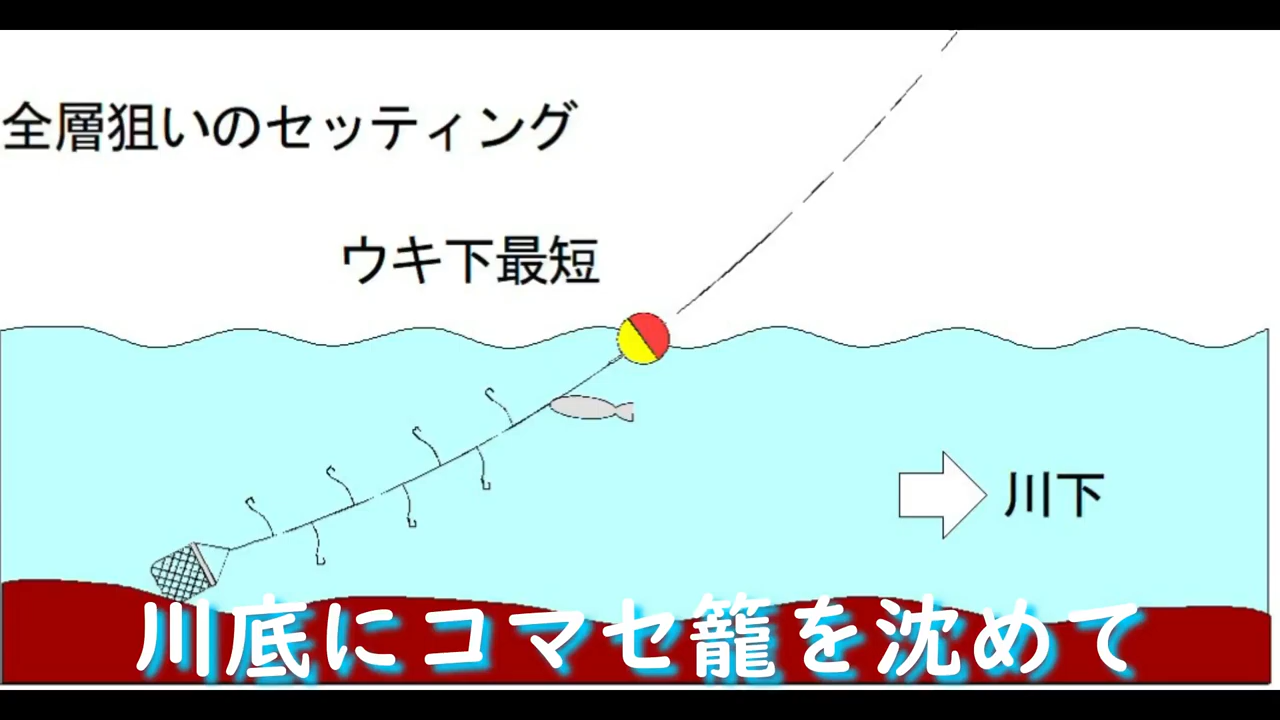 全層狙いのセッティング
ウキ下最短
川下
川底にコマセ籠を沈めて